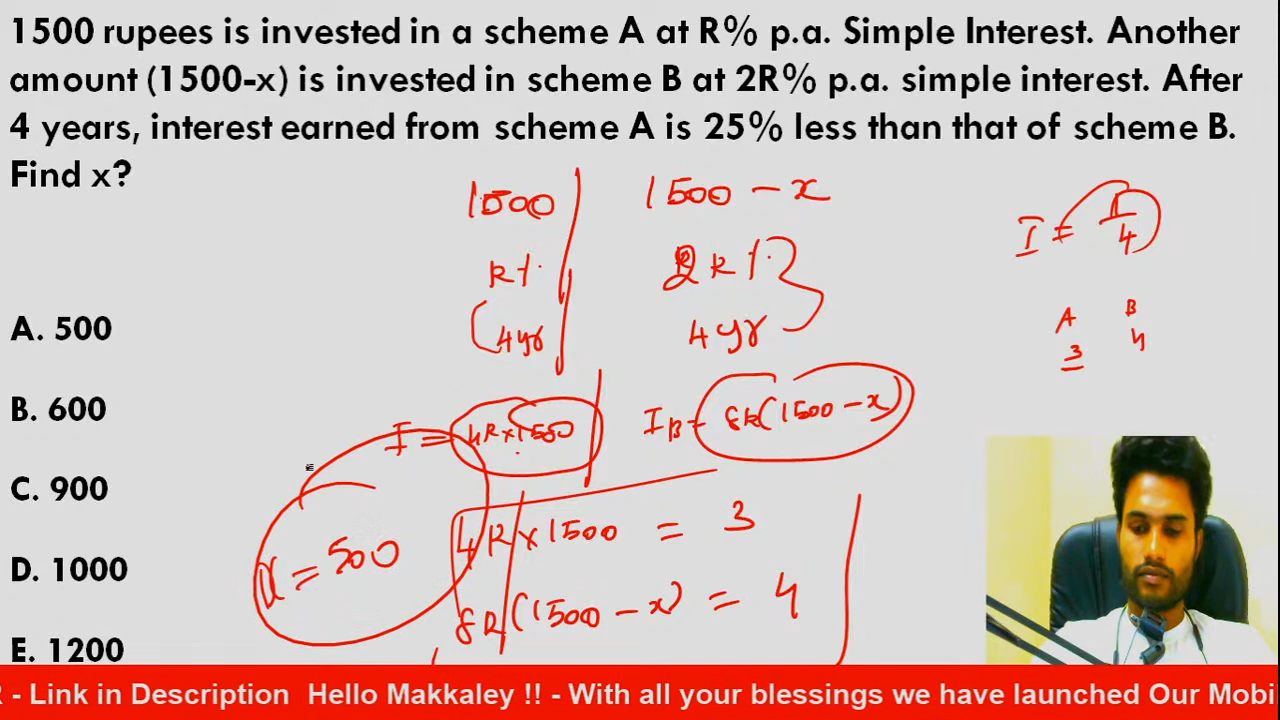 1500 rupees is invested in a scheme A at R% p.a. Simple Interest. Another
amount (1500-x) is invested in scheme B at 2R% p.a. simple interest. After
4 years, interest earned from scheme A is 25% less than that of scheme B.
Find x?
1500 1500 - x
R% 2R%
4yr 4yr
I = I/4
A B
3 4
A. 500
B. 600
C. 900
D. 1000
E. 1200
I = 4R×1500 I B = 8R(1500-x)
4R×1500 = 3
8R(1500-x) = 4
x = 500
R - Link in Description Hello Makkaley !! - With all your blessings we have launched Our Mobi